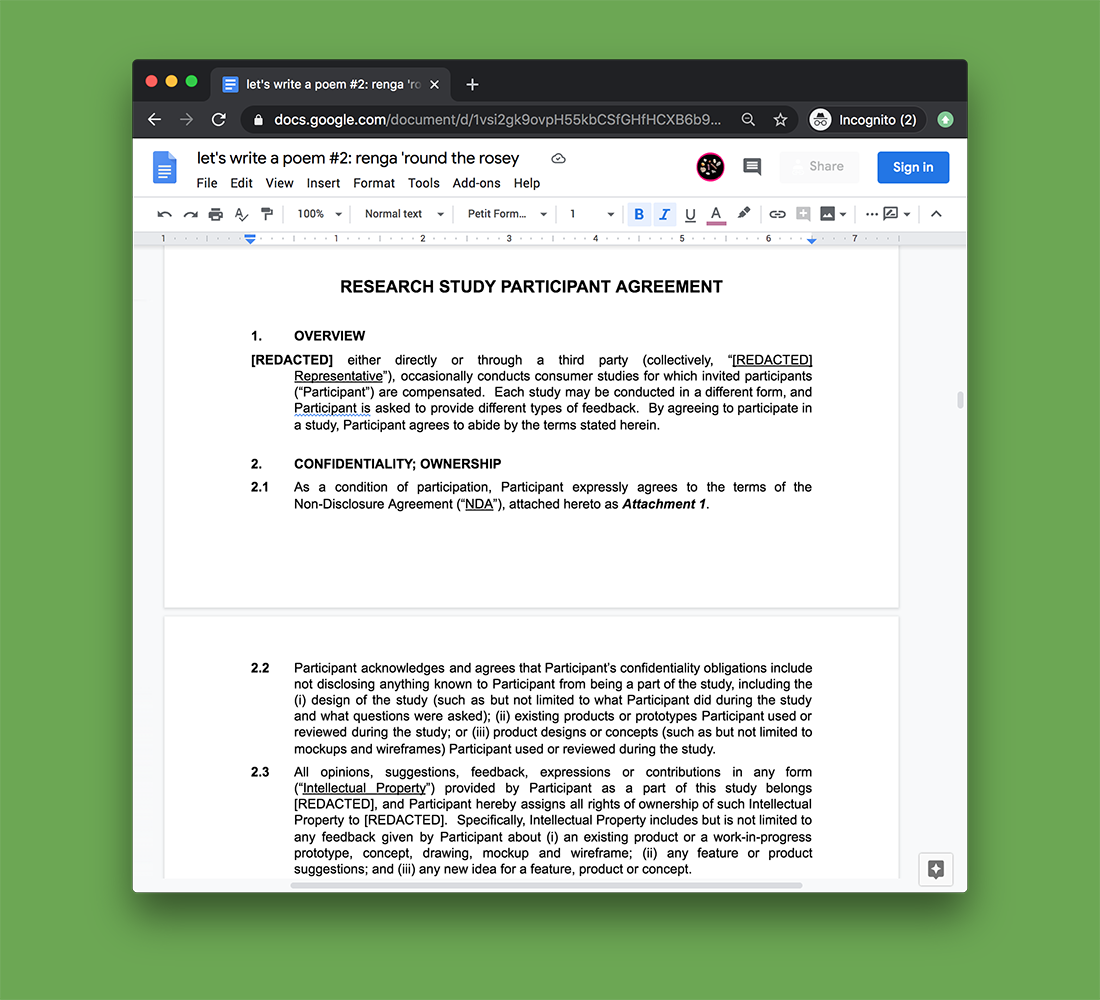 let's write a poem #2: renga 'ro
docs.google.com/document/d/1vsi2gk9ovpH55kbCSfGHfHCXB6b9...
Incognito (2)
let's write a poem #2: renga 'round the rosey
Share
Sign in
File Edit View Insert Format Tools Add-ons Help
100% Normal text Petit Form... 1 B I U A
1 1 2 3 4 5 6 7
RESEARCH STUDY PARTICIPANT AGREEMENT
1. OVERVIEW
[REDACTED] either directly or through a third party (collectively, “[REDACTED]
Representative”), occasionally conducts consumer studies for which invited participants
(“Participant”) are compensated. Each study may be conducted in a different form, and
Participant is asked to provide different types of feedback. By agreeing to participate in
a study, Participant agrees to abide by the terms stated herein.
2. CONFIDENTIALITY; OWNERSHIP
2.1 As a condition of participation, Participant expressly agrees to the terms of the
Non-Disclosure Agreement (“NDA”), attached hereto as Attachment 1.
2.2 Participant acknowledges and agrees that Participant’s confidentiality obligations include
not disclosing anything known to Participant from being a part of the study, including the
(i) design of the study (such as but not limited to what Participant did during the study
and what questions were asked); (ii) existing products or prototypes Participant used or
reviewed during the study; or (iii) product designs or concepts (such as but not limited to
mockups and wireframes) Participant used or reviewed during the study.
2.3 All opinions, suggestions, feedback, expressions or contributions in any form
(“Intellectual Property”) provided by Participant as a part of this study belongs
[REDACTED], and Participant hereby assigns all rights of ownership of such Intellectual
Property to [REDACTED]. Specifically, Intellectual Property includes but is not limited to
any feedback given by Participant about (i) an existing product or a work-in-progress
prototype, concept, drawing, mockup and wireframe; (ii) any feature or product
suggestions; and (iii) any new idea for a feature, product or concept.